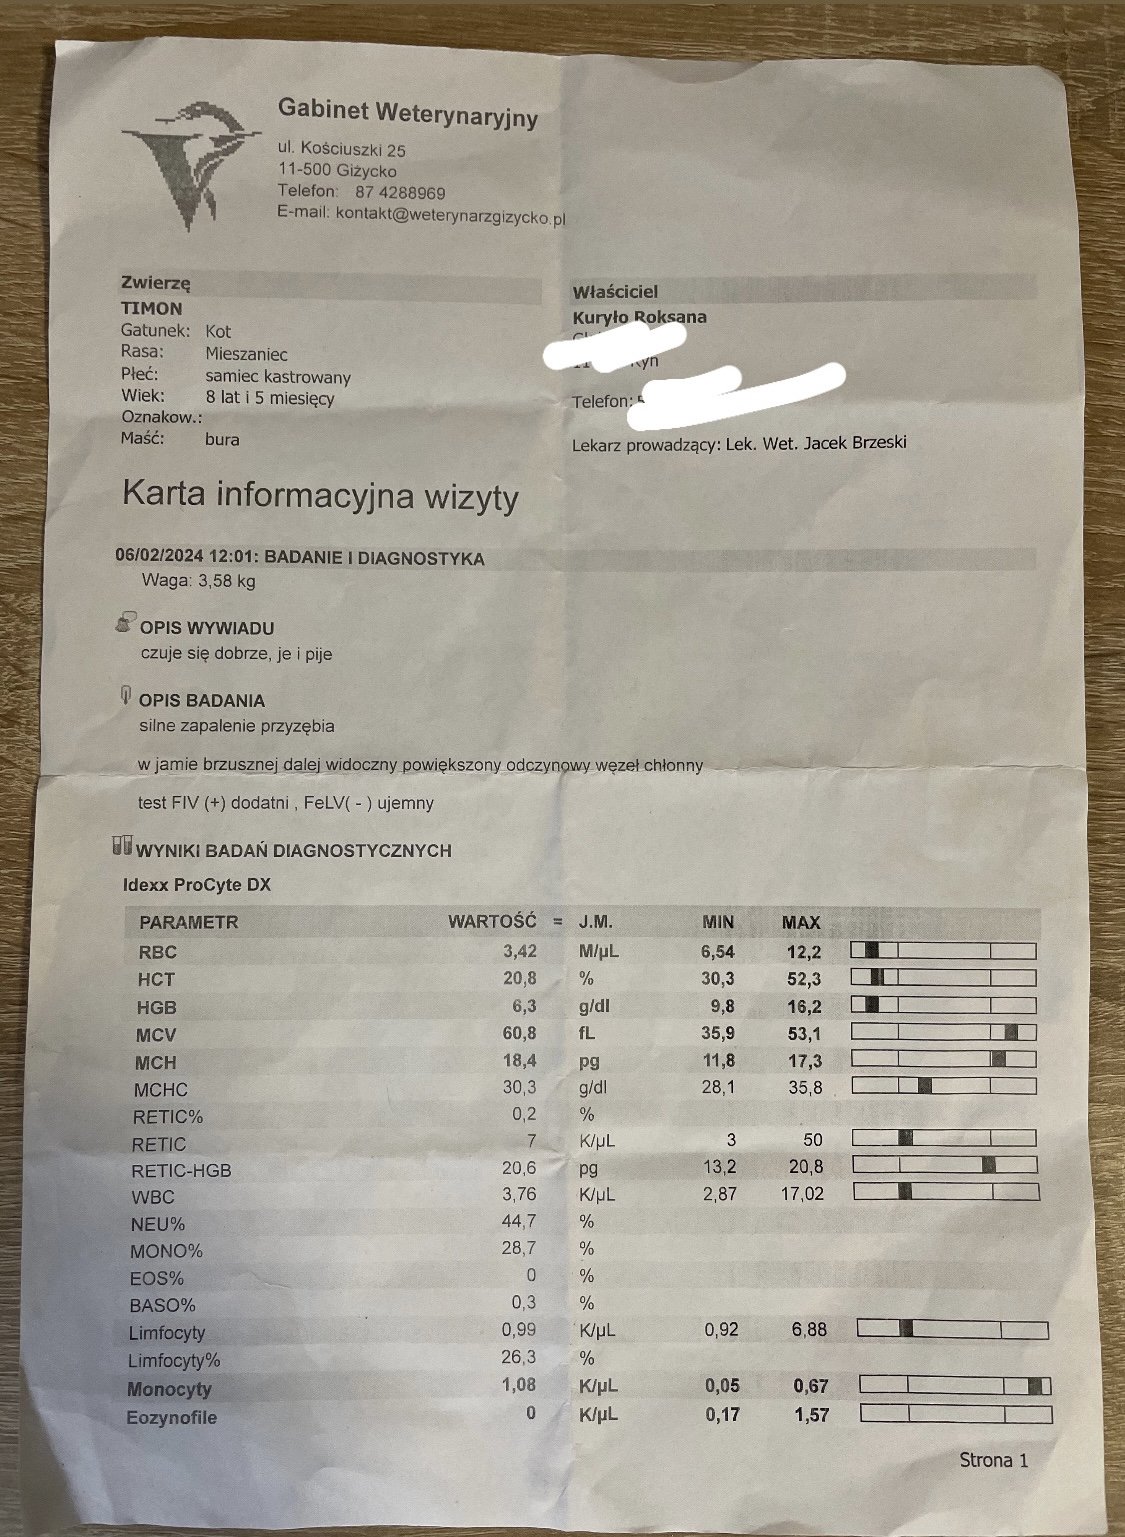 Gabinet Weterynaryjny
ul. Kościuszki 25
11-500 Giżycko
Telefon: 87 4288969
E-mail: kontakt@weterynarzgizycko.pl
Zwierzę
TIMON
Gatunek: Kot
Rasa: Mieszaniec
Płeć: samiec kastrowany
Wiek: 8 lat i 5 miesięcy
Oznakow.:
Maść: bura
Właściciel
Kuryło Roksana
Telefon:
Lekarz prowadzący: Lek. Wet. Jacek Brzeski
Karta informacyjna wizyty
06/02/2024 12:01: BADANIE I DIAGNOSTYKA
Waga: 3,58 kg
OPIS WYWIADU
czuje się dobrze, je i pije
OPIS BADANIA
silne zapalenie przyzębia
w jamie brzusznej dalej widoczny powiększony odczynowy węzeł chłonny
test FIV (+) dodatni , FeLV( - ) ujemny
WYNIKI BADAŃ DIAGNOSTYCZNYCH
Idexx ProCyte DX
PARAMETR WARTOŚĆ = J.M. MIN MAX
RBC 3,42 M/µL 6,54 12,2
HCT 20,8 % 30,3 52,3
HGB 6,3 g/dl 9,8 16,2
MCV 60,8 fL 35,9 53,1
MCH 18,4 pg 11,8 17,3
MCHC 30,3 g/dl 28,1 35,8
RETIC% 0,2 %
RETIC 7 K/µL 3 50
RETIC-HGB 20,6 pg 13,2 20,8
WBC 3,76 K/µL 2,87 17,02
NEU% 44,7 %
MONO% 28,7 %
EOS% 0 %
BASO% 0,3 %
Limfocyty 0,99 K/µL 0,92 6,88
Limfocyty% 26,3 %
Monocyty 1,08 K/µL 0,05 0,67
Eozynofile 0 K/µL 0,17 1,57
Strona 1